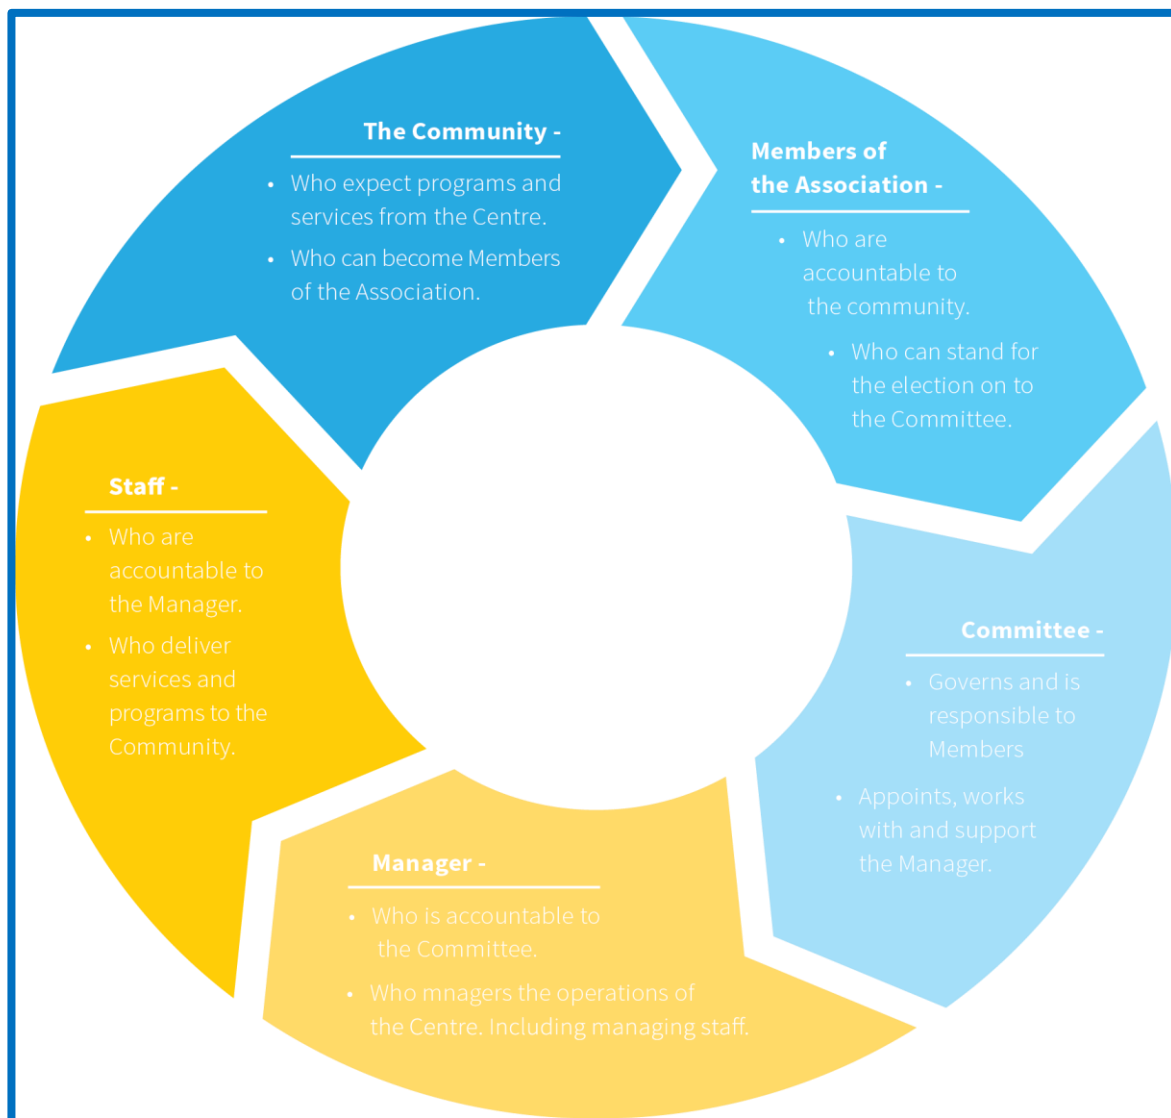 The Community -
• Who expect programs and
services from the Centre.
• Who can become Members
of the Association.
Members of
the Association -
• Who are
accountable to
the community.
• Who can stand for
the election on to
the Committee.
Committee -
• Governs and is
responsible to
Members
• Appoints, works
with and support
the Manager.
Manager -
• Who is accountable to
the Committee.
• Who mnagers the operations of
the Centre. Including managing staff.
Staff -
• Who are
accountable to
the Manager.
• Who deliver
services and
programs to the
Community.